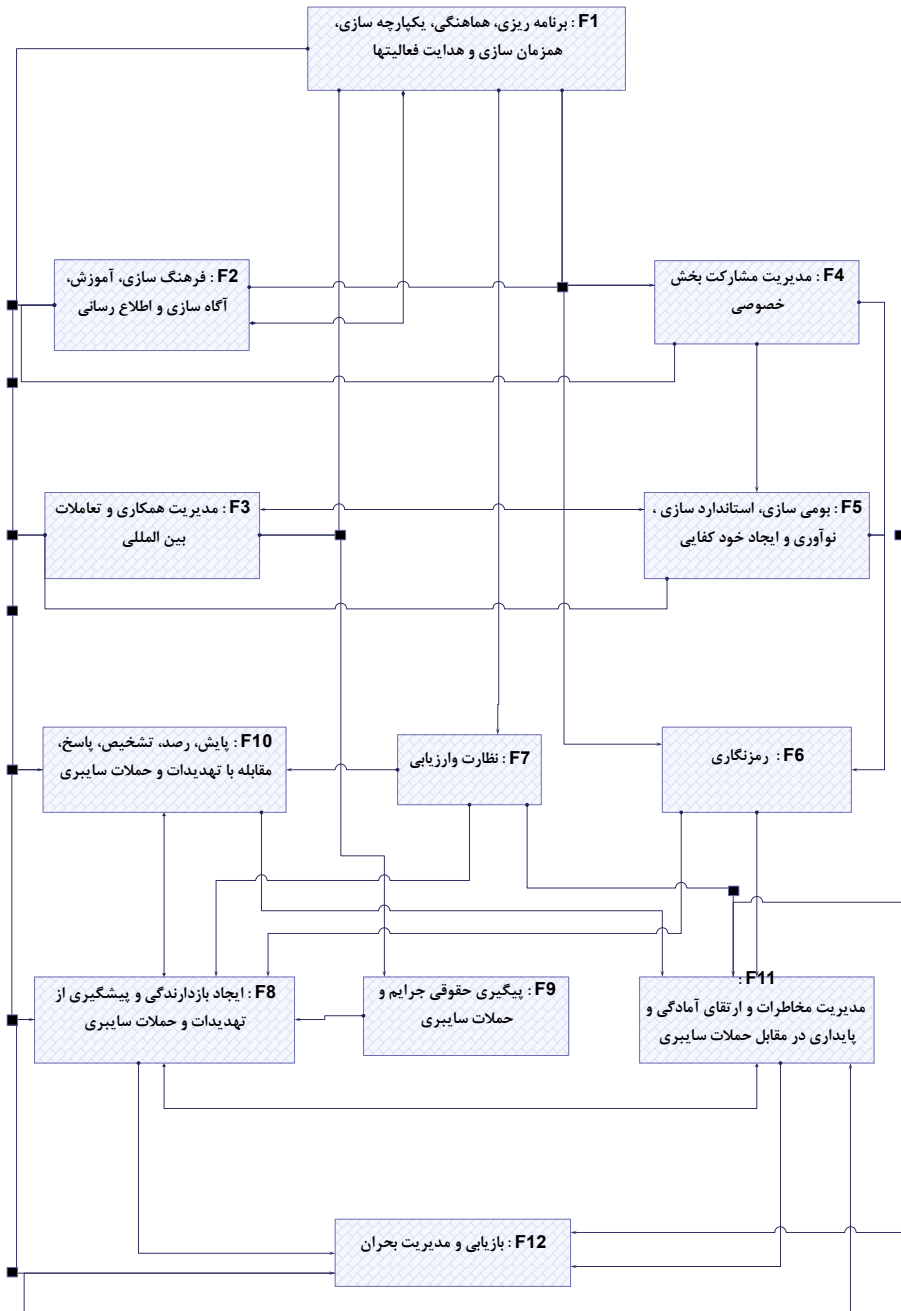 F1 : برنامه ریزی، هماهنگی، یکپارچه سازی،
همزمان سازی و هدایت فعالیتها
F2 : فرهنگ سازی، آموزش،
آگاه سازی و اطلاع رسانی
F4 : مدیریت مشارکت بخش
خصوصی
F3 : مدیریت همکاری و تعاملات
بین المللی
F5 : بومی سازی، استاندارد سازی ،
نوآوری و ایجاد خود کفایی
F10 : پایش، رصد، تشخیص، پاسخ،
مقابله با تهدیدات و حملات سایبری
F7 : نظارت وارزیابی
F6 : رمزنگاری
F8 : ایجاد بازدارندگی و پیشگیری از
تهدیدات و حملات سایبری
F9 : پیگیری حقوقی جرایم و
حملات سایبری
F11 :
مدیریت مخاطرات و ارتقای آمادگی و
پایداری در مقابل حملات سایبری
F12 : بازیابی و مدیریت بحران